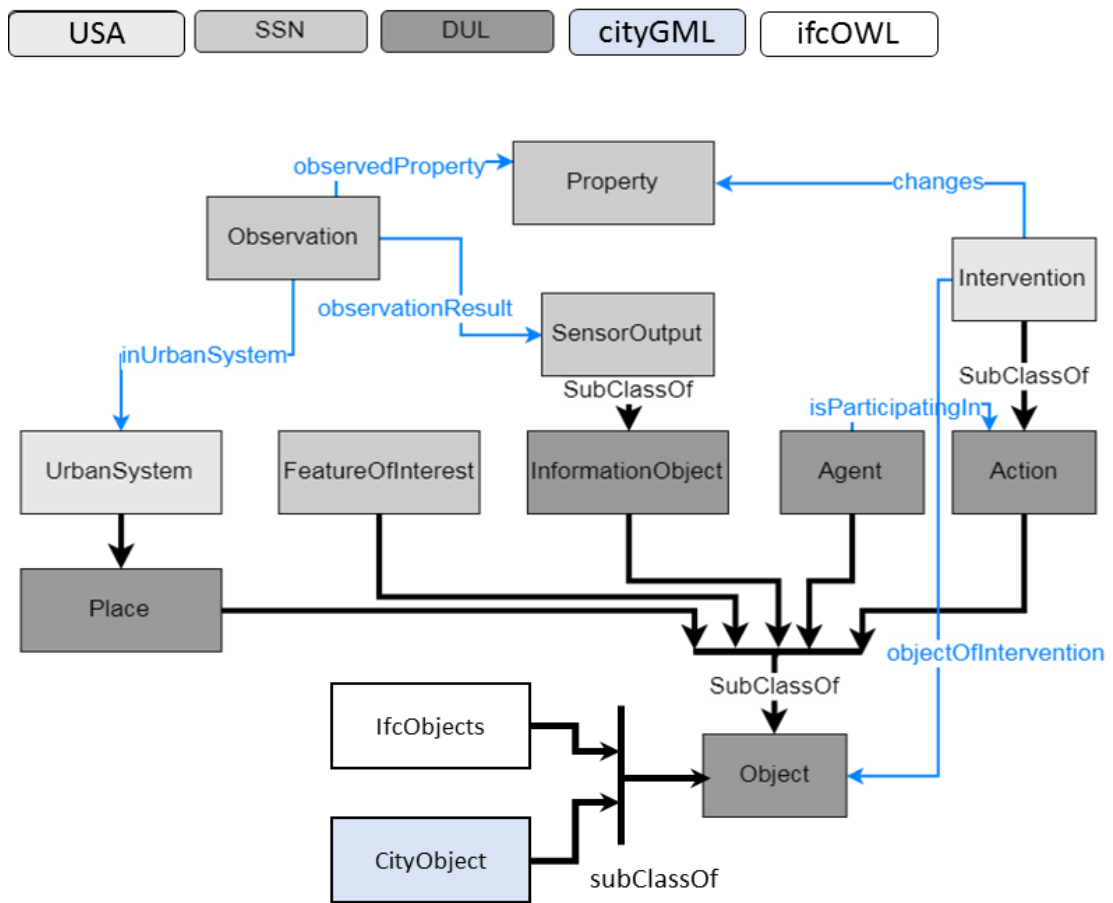 USA
SSN
DUL
cityGML
ifcOWL
observedProperty
Property
changes
Observation
Intervention
observationResult
SensorOutput
inUrbanSystem
SubClassOf
SubClassOf
isParticipatingIn
UrbanSystem
FeatureOfInterest
InformationObject
Agent
Action
Place
objectOfIntervention
SubClassOf
IfcObjects
Object
CityObject
subClassOf